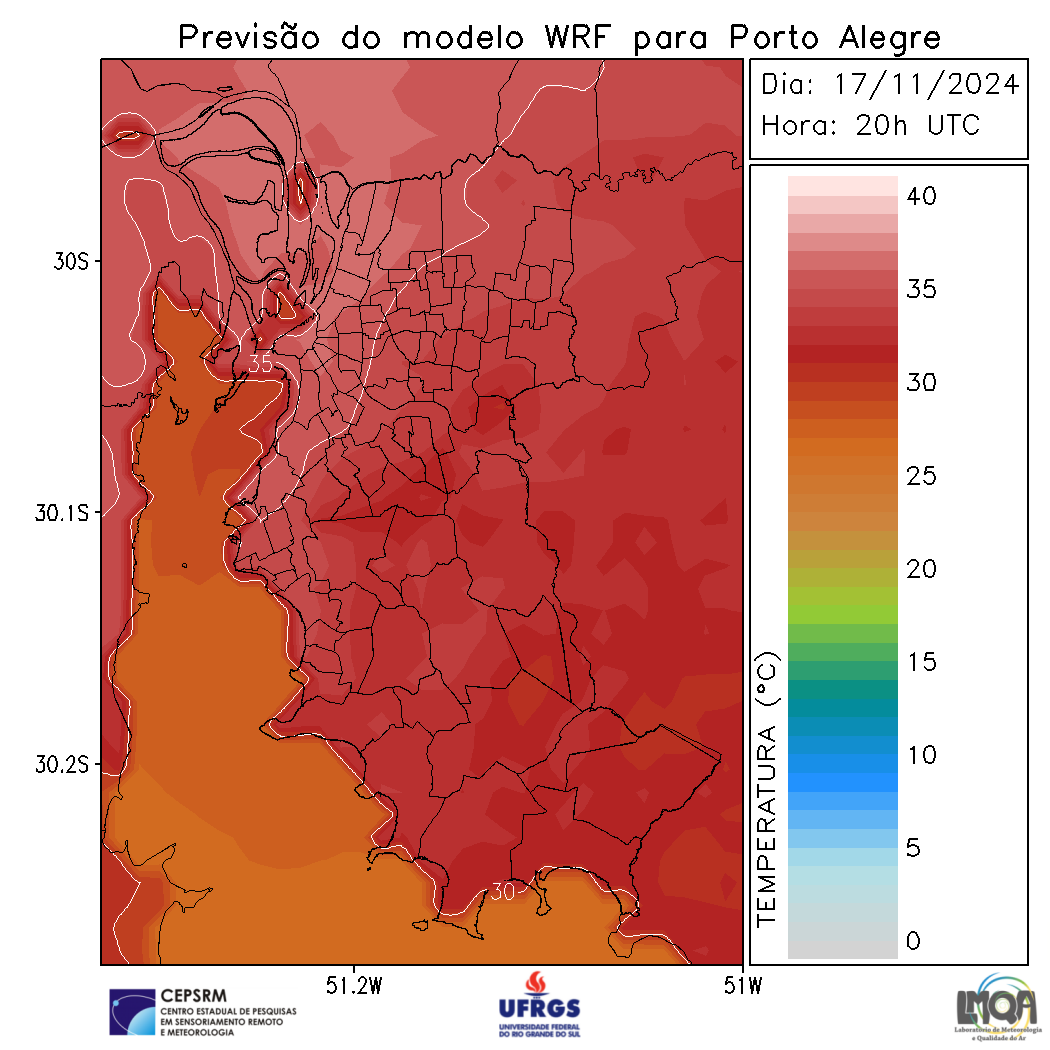 Previsão do modelo WRF para Porto Alegre
Dia: 17/11/2024
Hora: 20h UTC
40
35
30
25
20
15
10
5
0
TEMPERATURA (°C)
30S
30.1S
30.2S
51.2W
51W
35
30
CEPSRM
CENTRO ESTADUAL DE PESQUISAS
EM SENSORIAMENTO REMOTO
E METEOROLOGIA
UFRGS
UNIVERSIDADE FEDERAL
DO RIO GRANDE DO SUL
LMQA
Laboratório de Meteorologia
e Qualidade do Ar